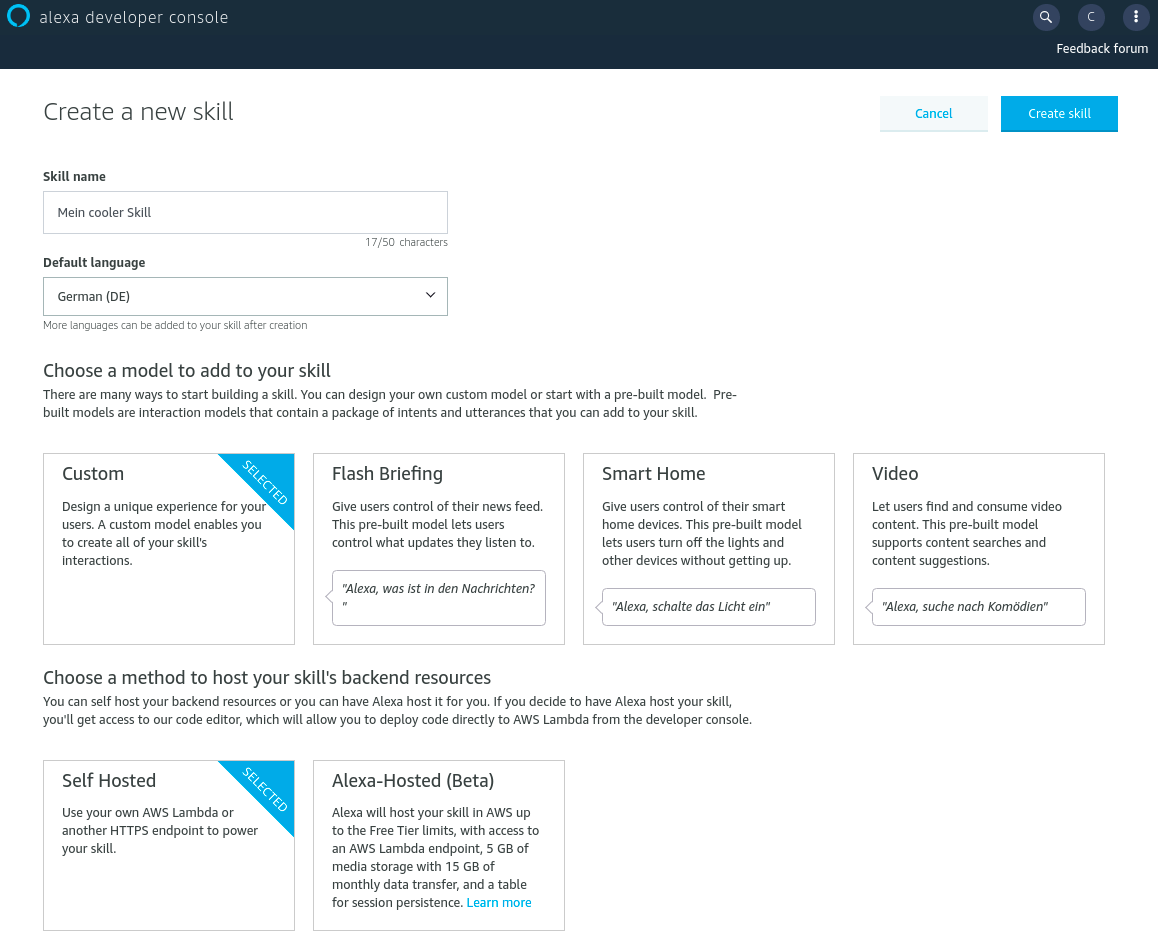 alexa developer console
C
Feedback forum
Create a new skill
Cancel
Create skill
Skill name
Mein cooler Skill
17/50 characters
Default language
German (DE)
More languages can be added to your skill after creation
Choose a model to add to your skill
There are many ways to start building a skill. You can design your own custom model or start with a pre-built model.  Pre-
built models are interaction models that contain a package of intents and utterances that you can add to your skill.
Custom
SELECTED
Design a unique experience for your
users. A custom model enables you
to create all of your skill's
interactions.
Flash Briefing
Give users control of their news feed.
This pre-built model lets users
control what updates they listen to.
"Alexa, was ist in den Nachrichten?
"
Smart Home
Give users control of their smart
home devices. This pre-built model
lets users turn off the lights and
other devices without getting up.
"Alexa, schalte das Licht ein"
Video
Let users find and consume video
content. This pre-built model
supports content searches and
content suggestions.
"Alexa, suche nach Komödien"
Choose a method to host your skill's backend resources
You can self host your backend resources or you can have Alexa host it for you. If you decide to have Alexa host your skill,
you'll get access to our code editor, which will allow you to deploy code directly to AWS Lambda from the developer console.
Self Hosted
SELECTED
Use your own AWS Lambda or
another HTTPS endpoint to power
your skill.
Alexa-Hosted (Beta)
Alexa will host your skill in AWS up
to the Free Tier limits, with access to
an AWS Lambda endpoint, 5 GB of
media storage with 15 GB of
monthly data transfer, and a table
for session persistence. Learn more